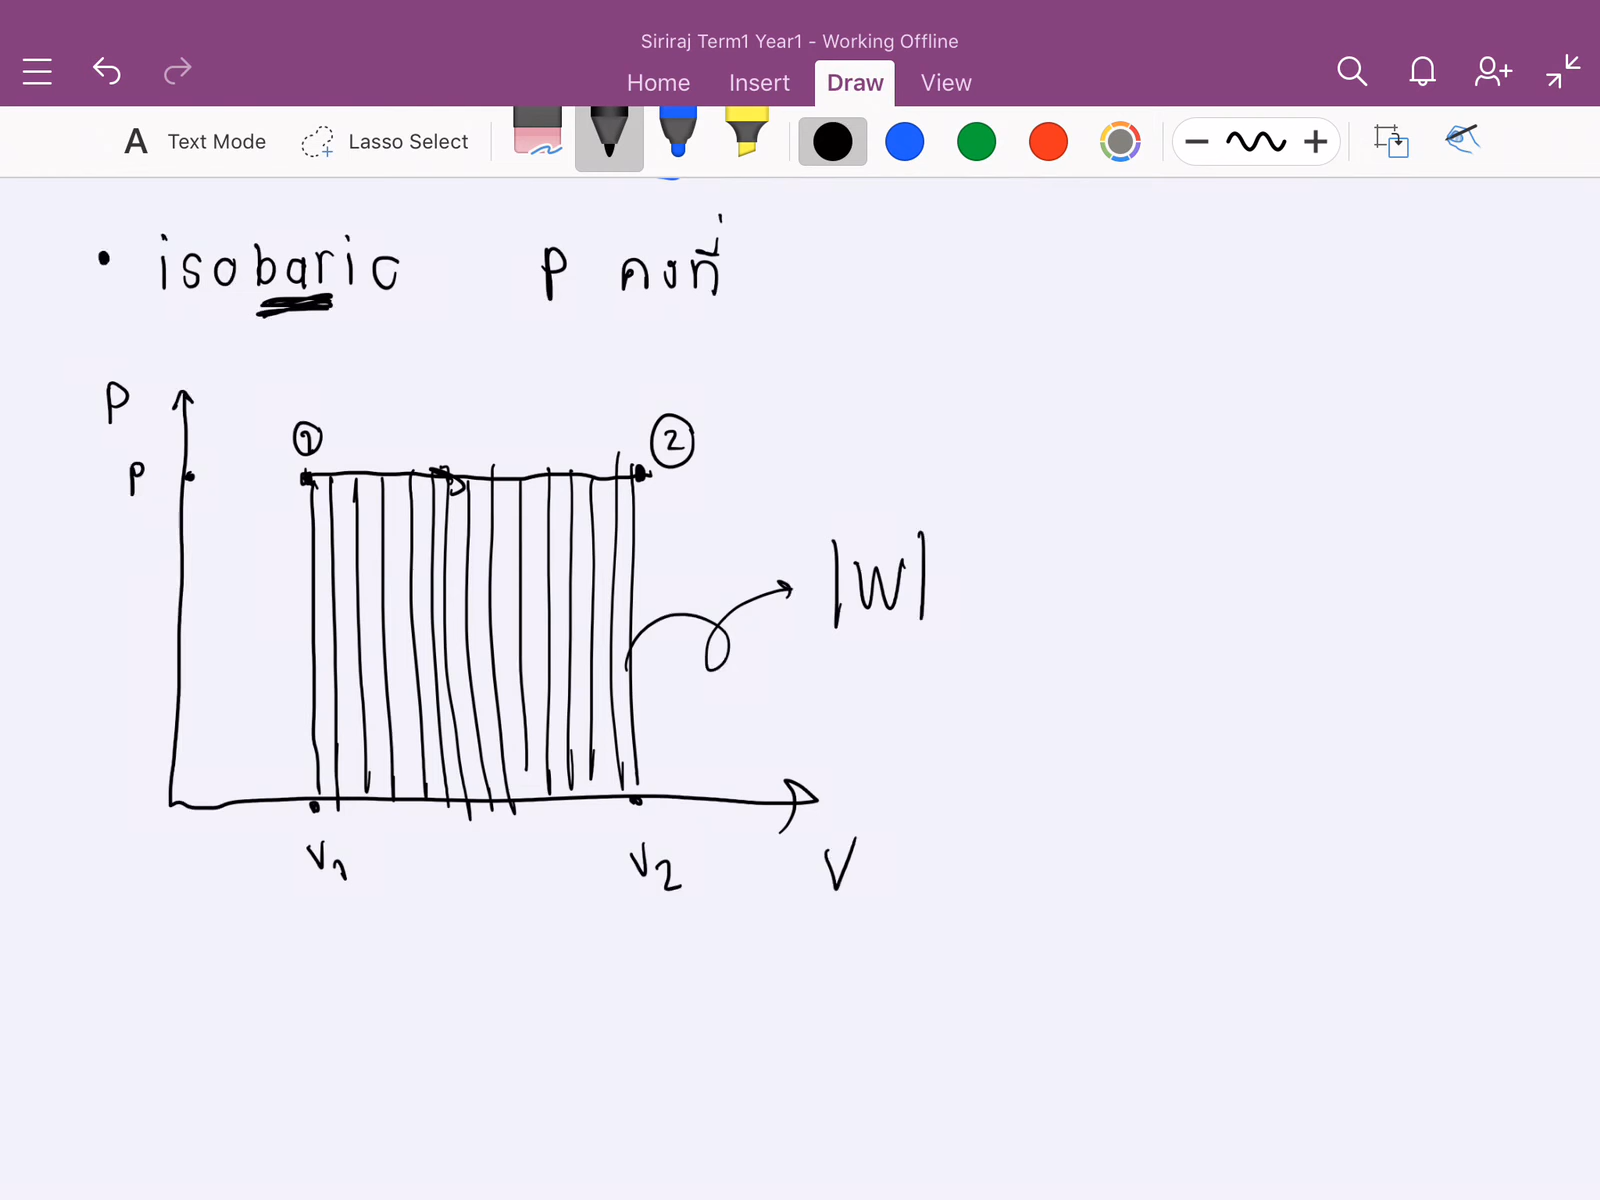 Siriraj Term1 Year1 - Working Offline
Home Insert Draw View
A Text Mode Lasso Select
• isobaric P คงที่
P
① ②
P
|W|
V1 V2 V